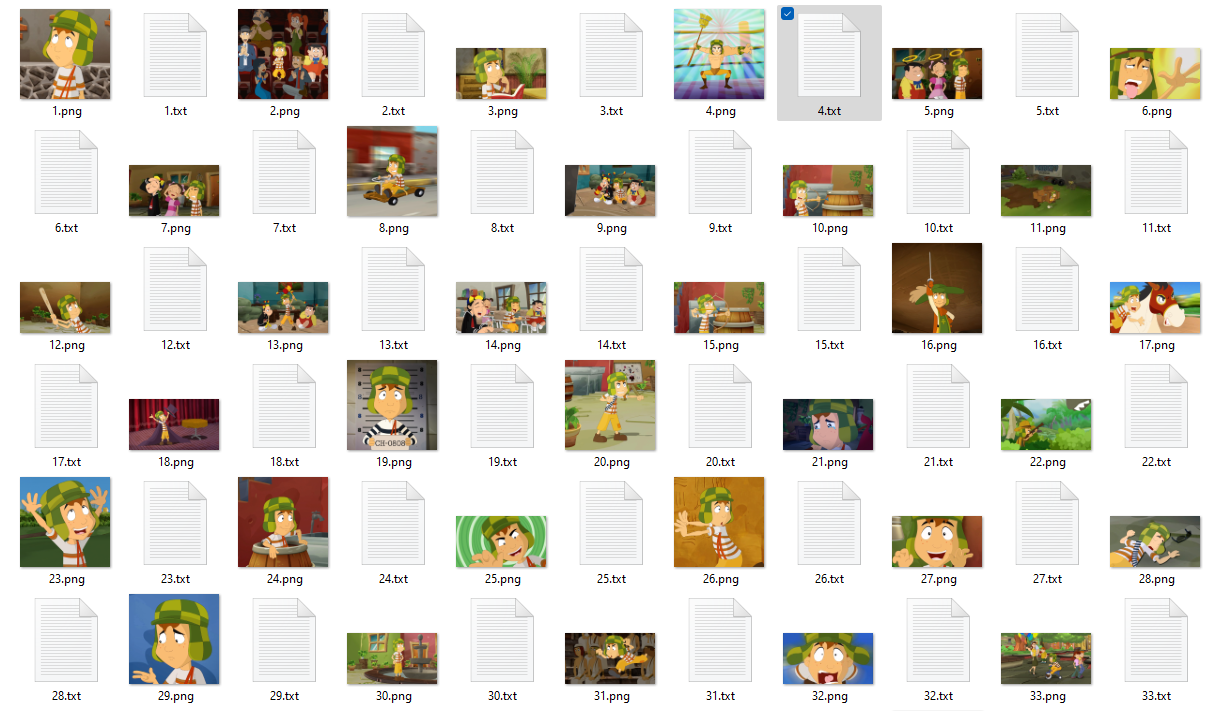 1.png 1.txt 2.png 2.txt 3.png 3.txt 4.png 4.txt 5.png 5.txt 6.png
6.txt 7.png 7.txt 8.png 8.txt 9.png 9.txt 10.png 10.txt 11.png 11.txt
12.png 12.txt 13.png 13.txt 14.png 14.txt 15.png 15.txt 16.png 16.txt 17.png
CH-0808
17.txt 18.png 18.txt 19.png 19.txt 20.png 20.txt 21.png 21.txt 22.png 22.txt
23.png 23.txt 24.png 24.txt 25.png 25.txt 26.png 26.txt 27.png 27.txt 28.png
28.txt 29.png 29.txt 30.png 30.txt 31.png 31.txt 32.png 32.txt 33.png 33.txt